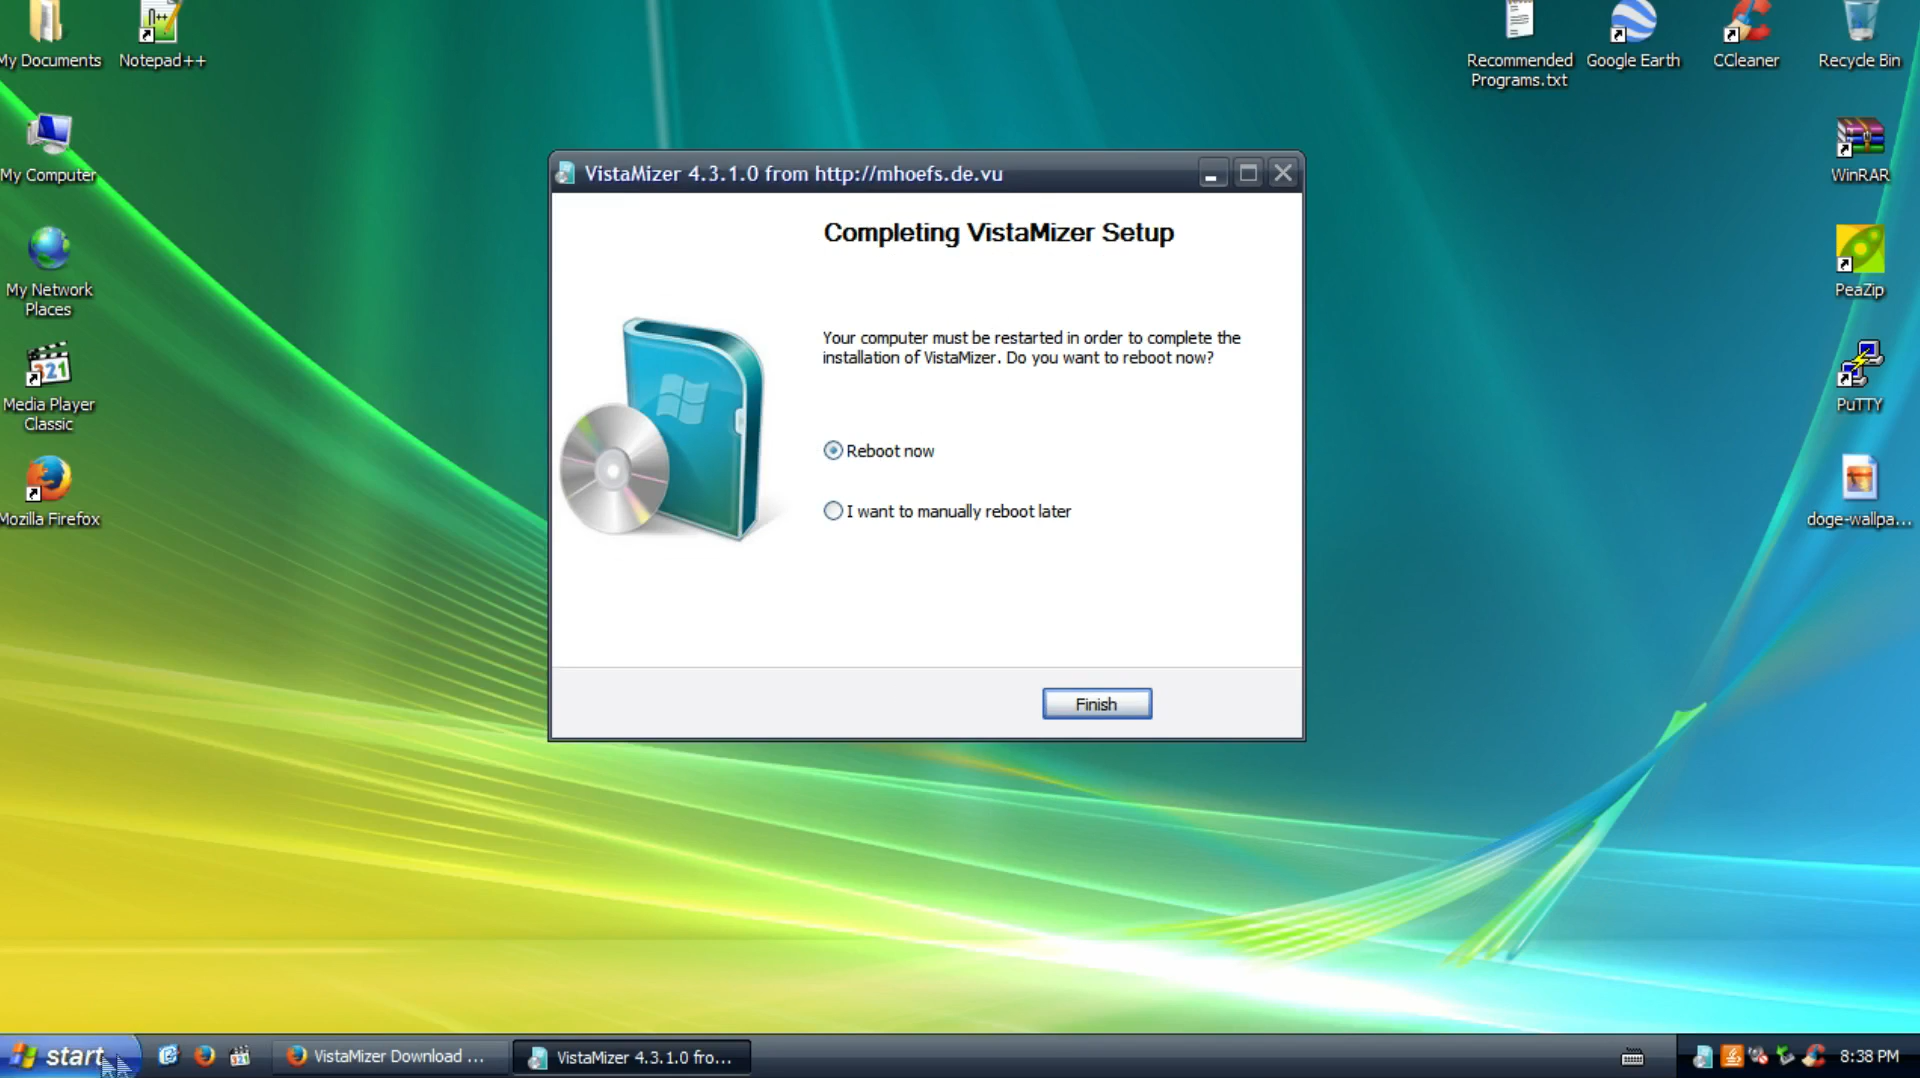 My Documents
Notepad++
Recommended
Programs.txt
Google Earth
CCleaner
Recycle Bin
My Computer
WinRAR
My Network
Places
PeaZip
Media Player
Classic
PuTTY
Mozilla Firefox
doge-wallpa...
VistaMizer 4.3.1.0 from http://mhoefs.de.vu
Completing VistaMizer Setup
Your computer must be restarted in order to complete the
installation of VistaMizer. Do you want to reboot now?
Reboot now
I want to manually reboot later
Finish
start
VistaMizer Download ...
VistaMizer 4.3.1.0 fro...
8:38 PM